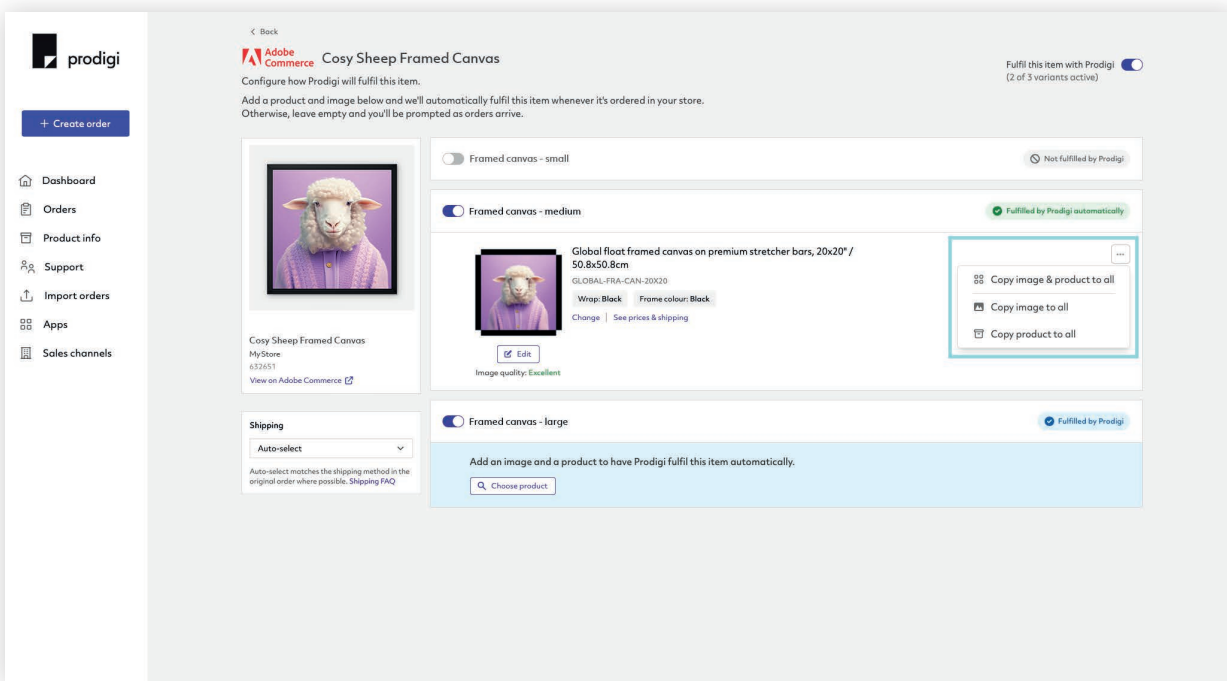 prodigi
+ Create order
Dashboard
Orders
Product info
Support
Import orders
Apps
Sales channels
Back
Adobe Commerce
Cosy Sheep Framed Canvas
Configure how Prodigi will fulfil this item.
Add a product and image below and we'll automatically fulfil this item whenever it's ordered in your store.
Otherwise, leave empty and you'll be prompted as orders arrive.
Fulfil this item with Prodigi
(2 of 3 variants active)
Cosy Sheep Framed Canvas
MyStore
632651
View on Adobe Commerce
Shipping
Auto-select
Auto-select matches the shipping method in the
original order where possible. Shipping FAQ
Framed canvas - small
Not fulfilled by Prodigi
Framed canvas - medium
Fulfilled by Prodigi automatically
Global float framed canvas on premium stretcher bars, 20x20" /
50.8x50.8cm
GLOBAL-FRA-CAN-20X20
Wrap: Black Frame colour: Black
Change | See prices & shipping
Edit
Image quality: Excellent
...
Copy image & product to all
Copy image to all
Copy product to all
Framed canvas - large
Fulfilled by Prodigi
Add an image and a product to have Prodigi fulfil this item automatically.
Choose product